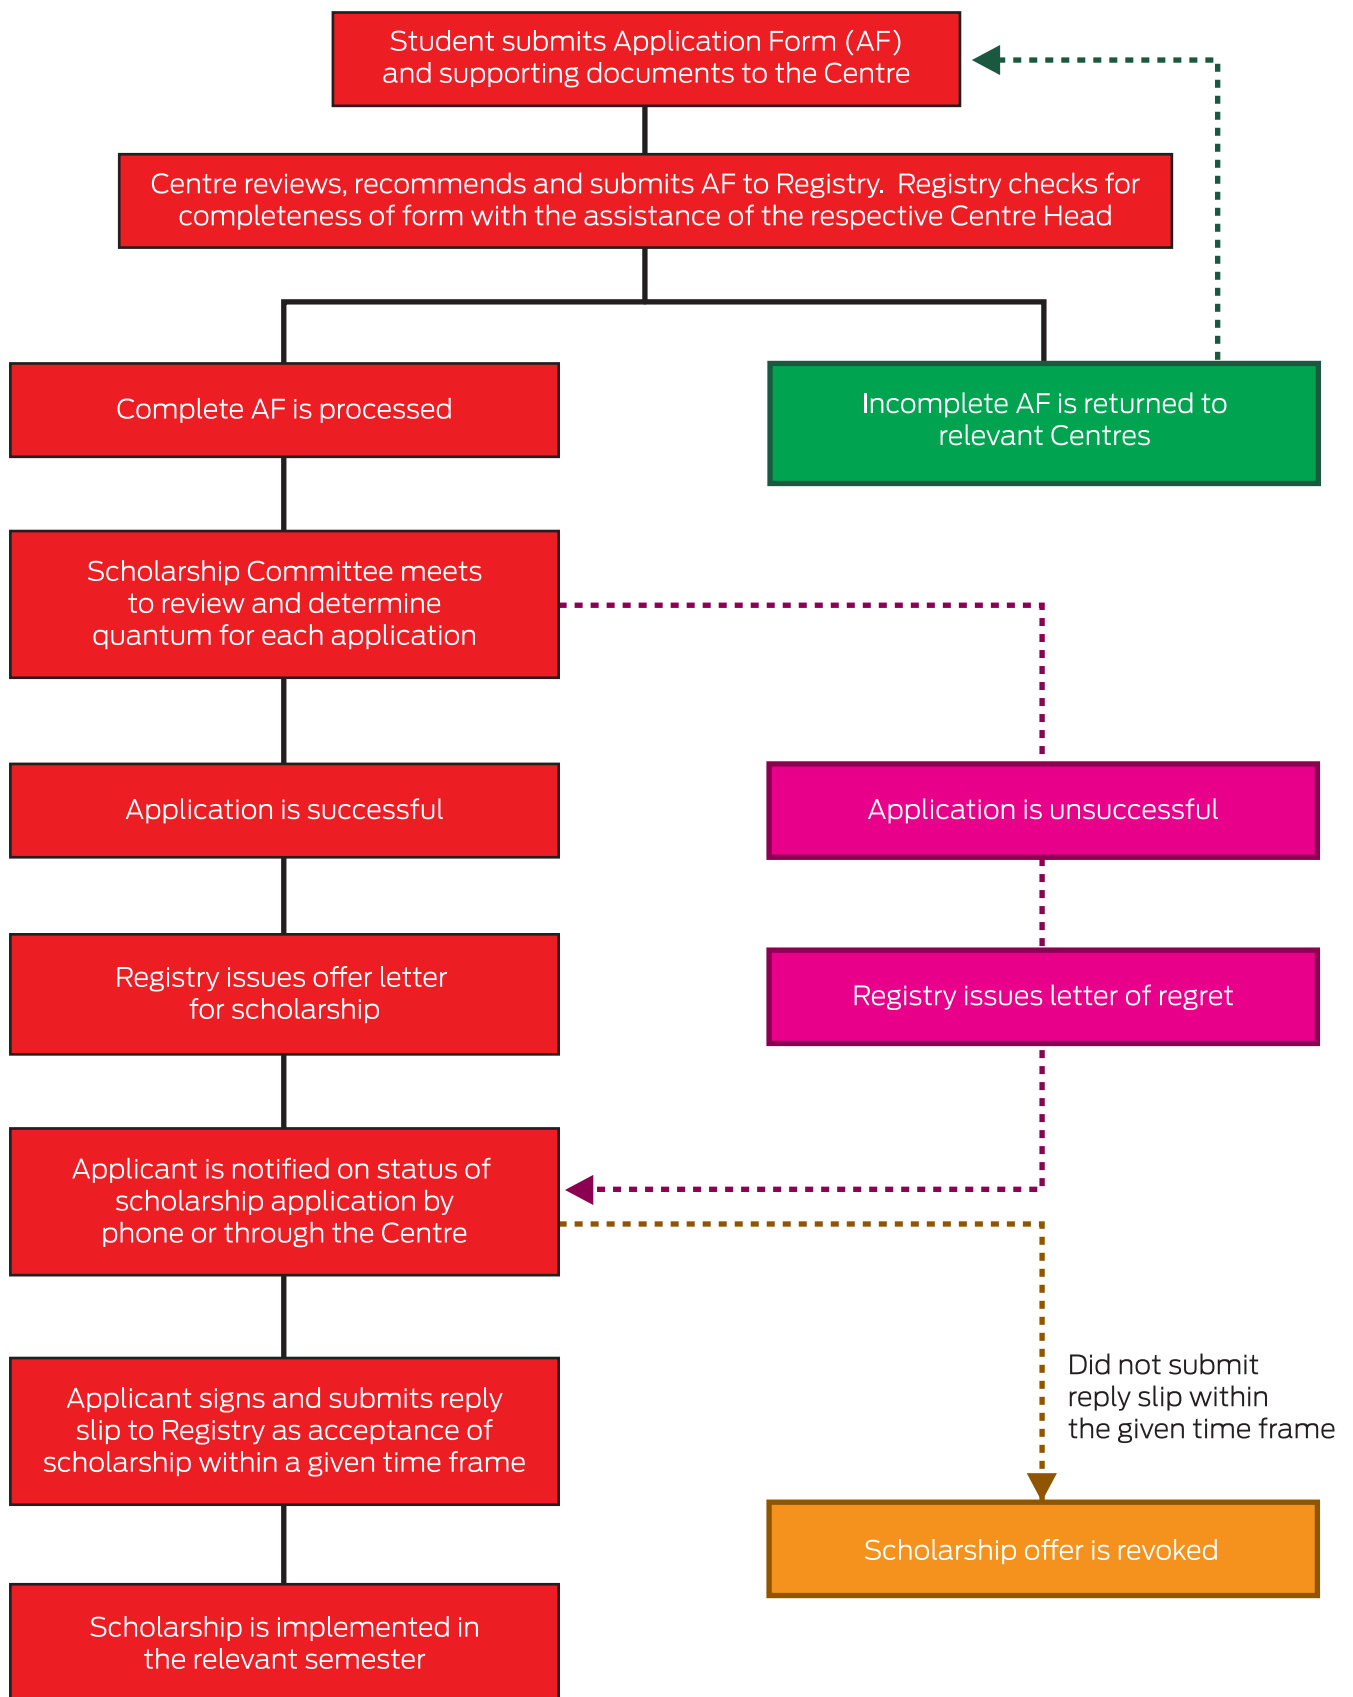 Student submits Application Form (AF)
and supporting documents to the Centre
Centre reviews, recommends and submits AF to Registry.  Registry checks for
completeness of form with the assistance of the respective Centre Head
Complete AF is processed
Incomplete AF is returned to
relevant Centres
Scholarship Committee meets
to review and determine
quantum for each application
Application is successful
Application is unsuccessful
Registry issues offer letter
for scholarship
Registry issues letter of regret
Applicant is notified on status of
scholarship application by
phone or through the Centre
Did not submit
reply slip within
the given time frame
Applicant signs and submits reply
slip to Registry as acceptance of
scholarship within a given time frame
Scholarship offer is revoked
Scholarship is implemented in
the relevant semester